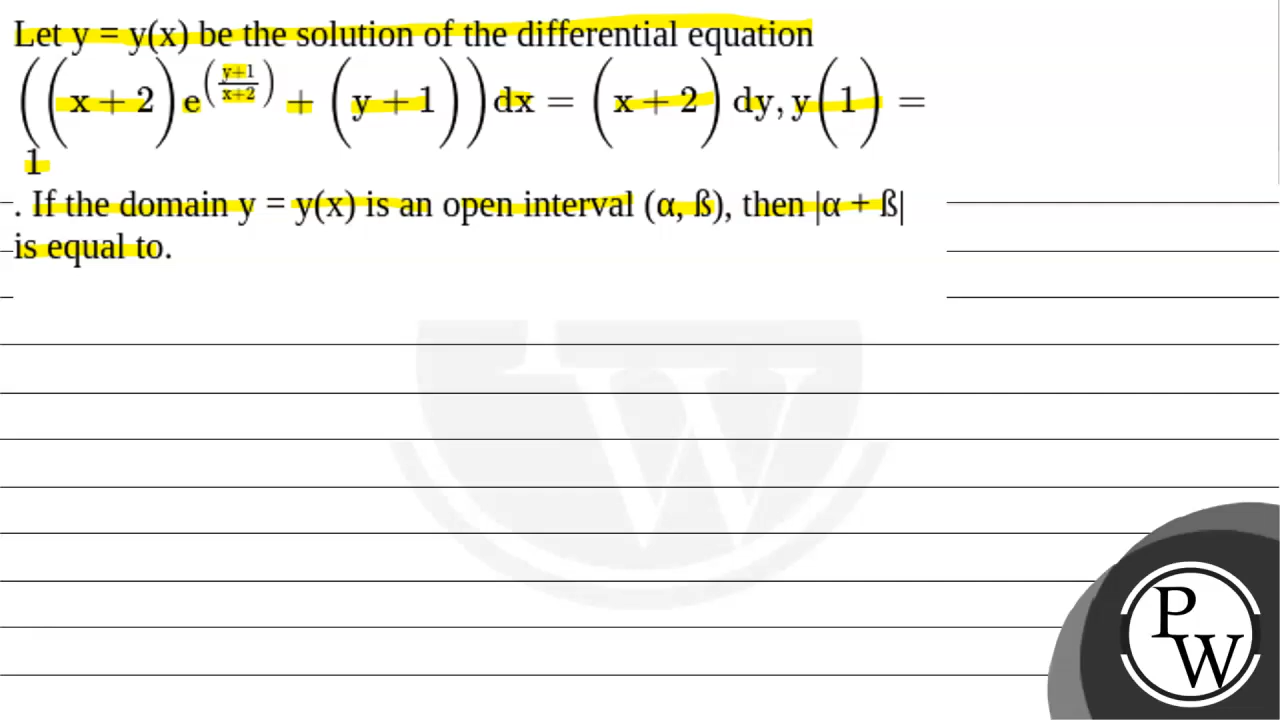 Let y = y(x) be the solution of the differential equation
((x + 2)e^((y+1)/(x+2)) + (y + 1))dx = (x + 2) dy, y(1) =
1
. If the domain y = y(x) is an open interval (α, ß), then |α + ß|
is equal to.
W
P
W